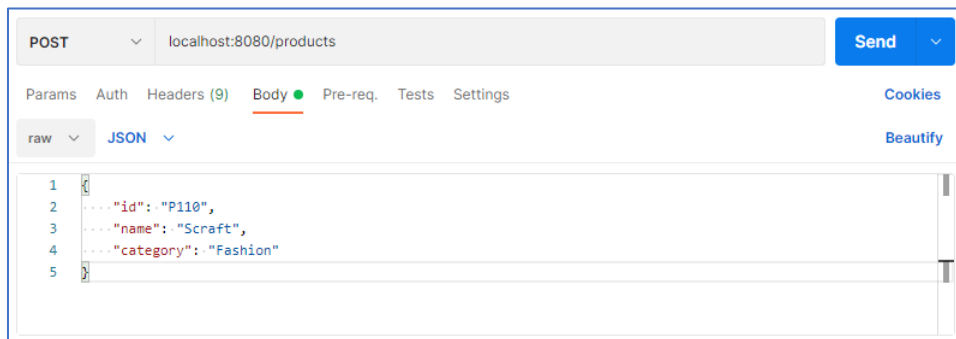 POST localhost:8080/products Send
Params Auth Headers (9) Body Pre-req. Tests Settings Cookies
raw JSON Beautify
1 {
2 ····"id":·"P110",
3 ····"name":·"Scraft",
4 ····"category":·"Fashion"
5 }